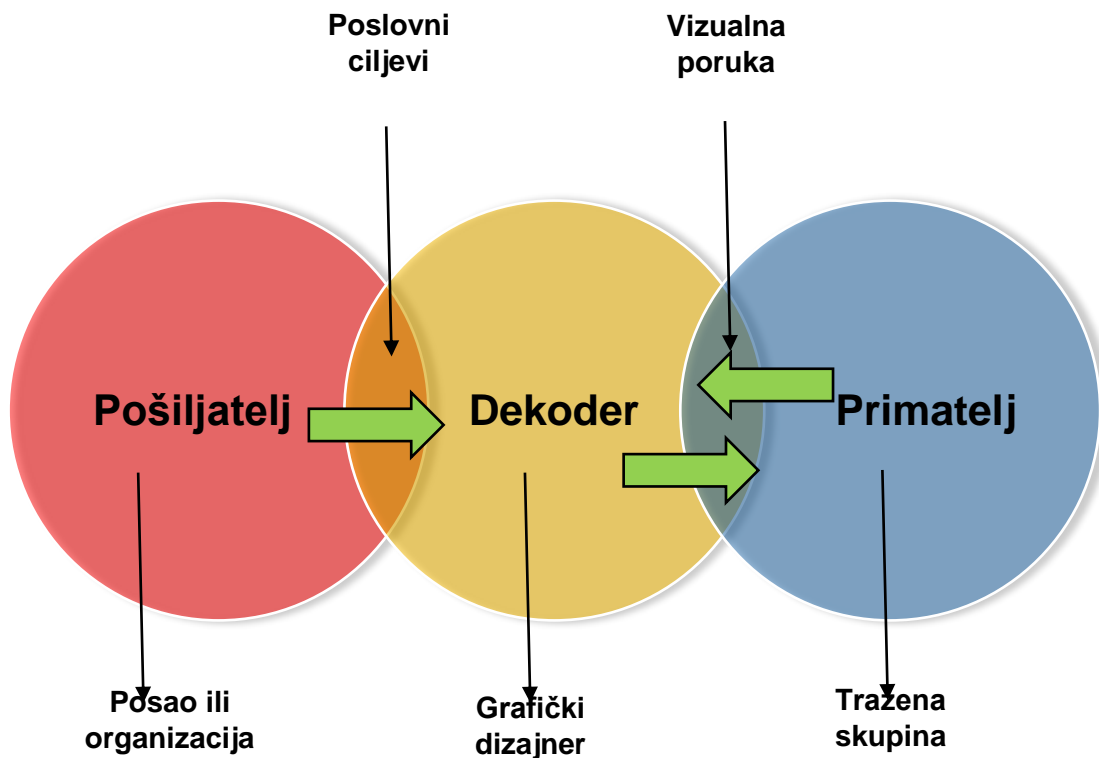 Poslovni
ciljevi
Vizualna
poruka
Pošiljatelj
Dekoder
Primatelj
Posao ili
organizacija
Grafički
dizajner
Tražena
skupina